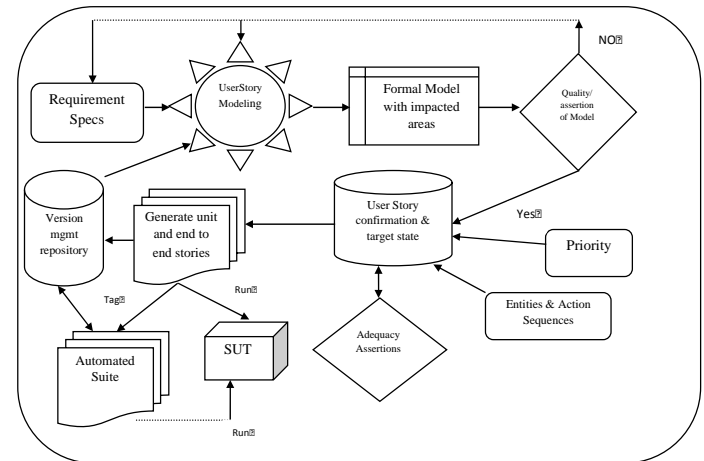 NO
Requirement
Specs
UserStory
Modeling
Formal Model
with impacted
areas
Quality/
assertion
of Model
Version
mgmt
repository
Generate unit
and end to
end stories
User Story
confirmation &
target state
Yes
Priority
Entities & Action
Sequences
Tag
Run
SUT
Adequacy
Assertions
Automated
Suite
Run